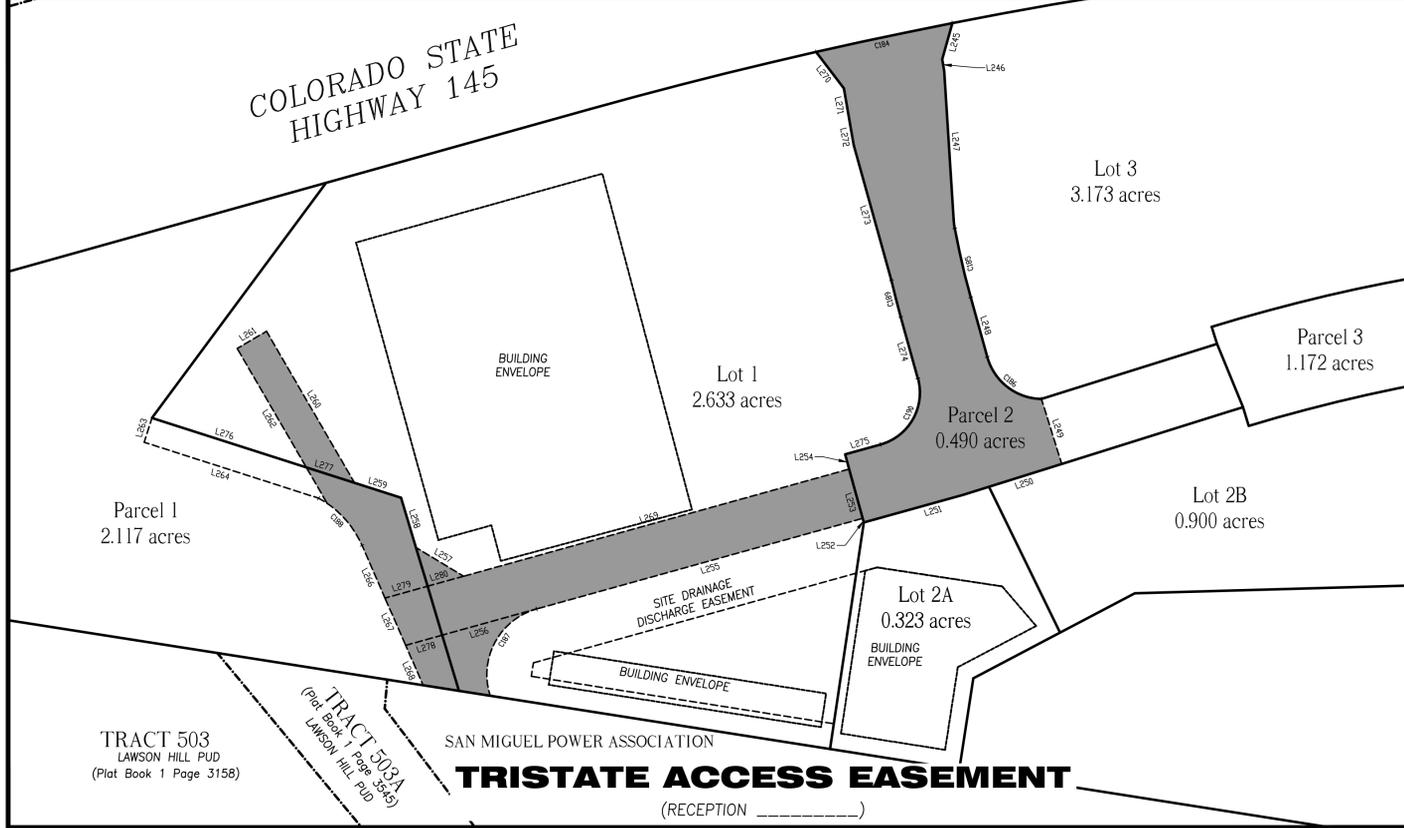 COLORADO STATE
HIGHWAY 145
C184
L245
L246
L270
L271
L272
L247
L273
C185
C189
L248
L274
C186
C190
L275
L254
L249
L253
L250
L251
L252
Lot 3
3.173 acres
Parcel 3
1.172 acres
BUILDING
ENVELOPE
Lot 1
2.633 acres
Parcel 2
0.490 acres
L261
L260
L262
L263
L276
L264
L277
L259
C188
L258
L257
L269
L280
L279
L266
L267
L255
L256
L278
L268
C187
Parcel 1
2.117 acres
Lot 2B
0.900 acres
SITE DRAINAGE
DISCHARGE EASEMENT
Lot 2A
0.323 acres
BUILDING
ENVELOPE
BUILDING ENVELOPE
TRACT 503
LAWSON HILL PUD
(Plat Book 1 Page 3158)
TRACT 503A
(Plat Book 1 Page 3545)
LAWSON HILL PUD
SAN MIGUEL POWER ASSOCIATION
TRISTATE ACCESS EASEMENT
(RECEPTION _________)